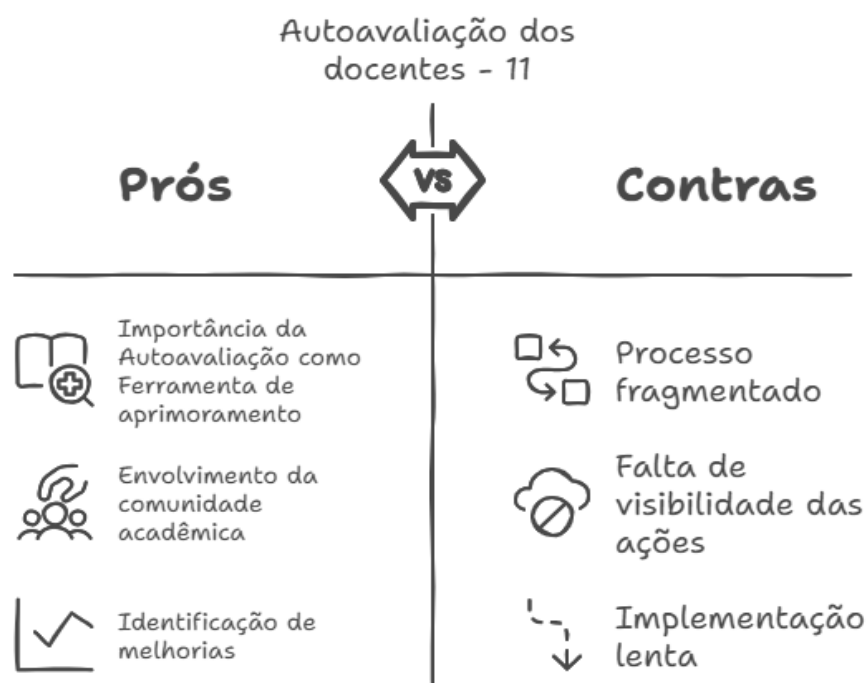 Autoavaliação dos
docentes - 11
Prós
VS
Contras
Importância da
Autoavaliação como
Ferramenta de
aprimoramento
Envolvimento da
comunidade
acadêmica
Identificação de
melhorias
Processo
fragmentado
Falta de
visibilidade das
ações
Implementação
lenta